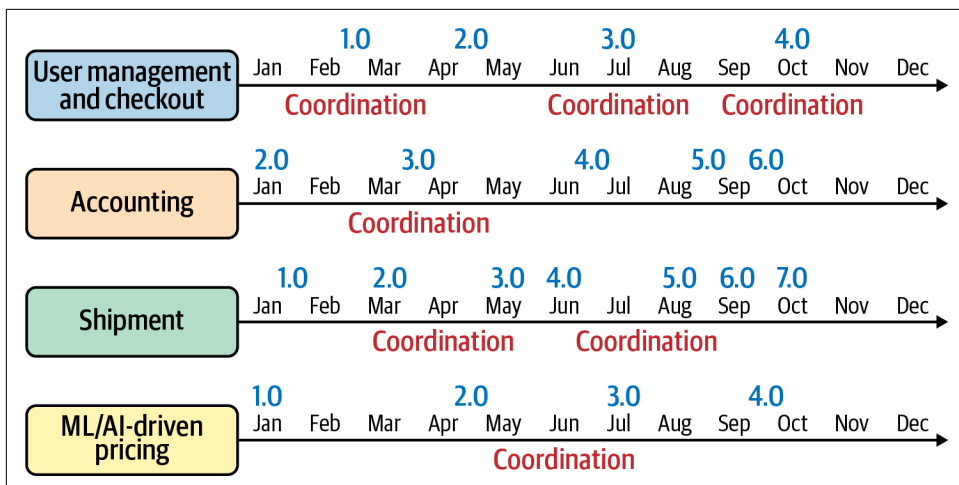 1.0 2.0 3.0 4.0
User management and checkout
Jan Feb Mar Apr May Jun Jul Aug Sep Oct Nov Dec
Coordination Coordination Coordination
2.0 3.0 4.0 5.0 6.0
Accounting
Jan Feb Mar Apr May Jun Jul Aug Sep Oct Nov Dec
Coordination
1.0 2.0 3.0 4.0 5.0 6.0 7.0
Shipment
Jan Feb Mar Apr May Jun Jul Aug Sep Oct Nov Dec
Coordination Coordination
1.0 2.0 3.0 4.0
ML/AI-driven pricing
Jan Feb Mar Apr May Jun Jul Aug Sep Oct Nov Dec
Coordination